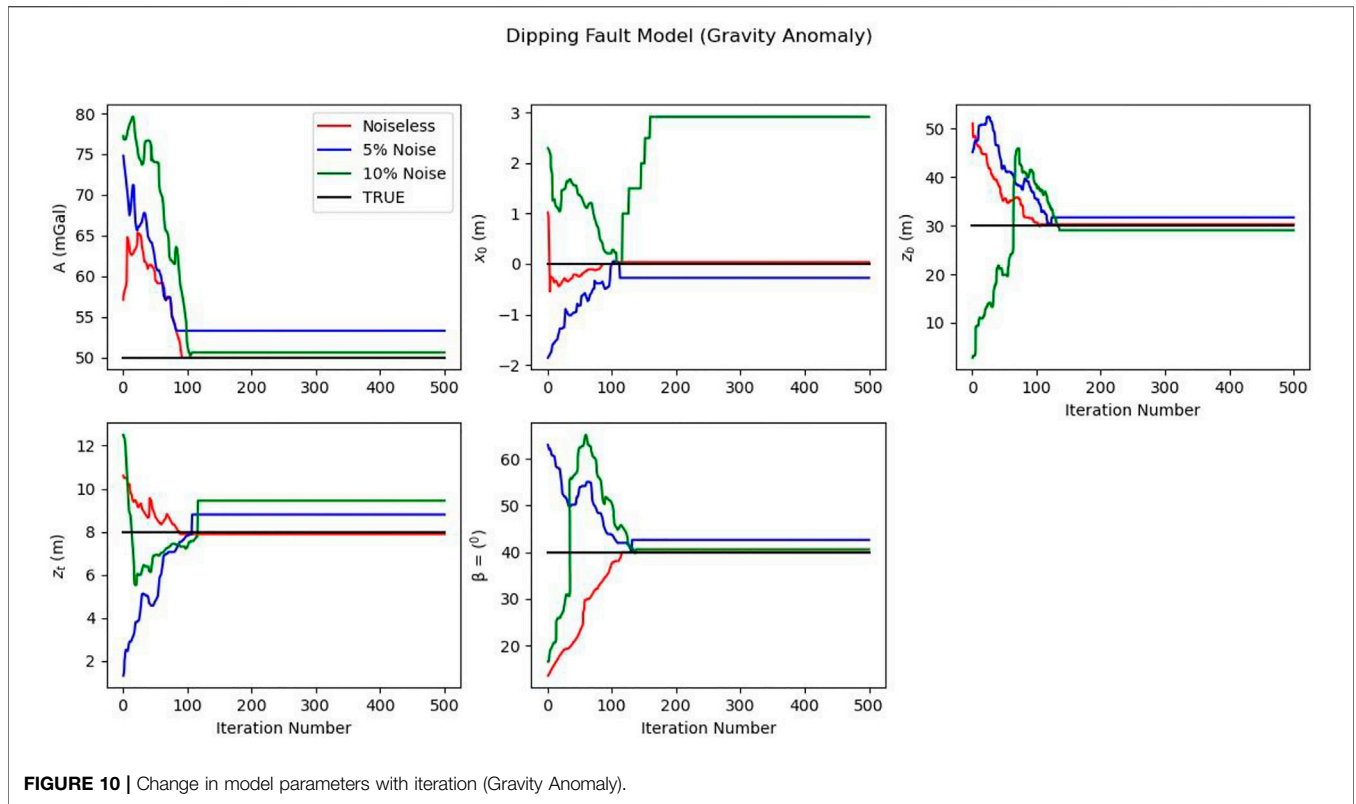 Dipping Fault Model (Gravity Anomaly)
A (mGal)
80
75
70
65
60
55
50
0 100 200 300 400 500
Noiseless
5% Noise
10% Noise
TRUE
x₀ (m)
3
2
1
0
−1
−2
0 100 200 300 400 500
z_b (m)
50
40
30
20
10
0 100 200 300 400 500
Iteration Number
z_t (m)
12
10
8
6
4
2
0 100 200 300 400 500
Iteration Number
β = (⁰)
60
50
40
30
20
0 100 200 300 400 500
Iteration Number
FIGURE 10 | Change in model parameters with iteration (Gravity Anomaly).